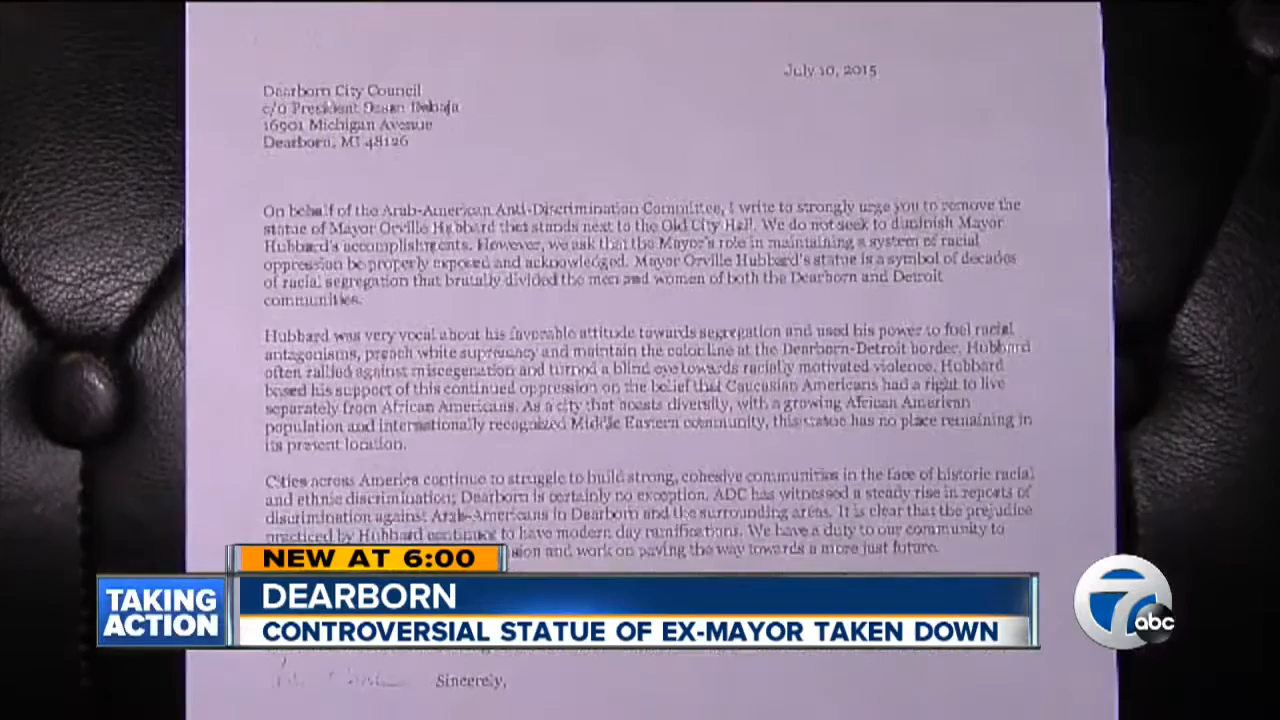 July 10, 2015
Dearborn City Council
c/o President Susan Dabaja
16901 Michigan Avenue
Dearborn, MI 48126
On behalf of the Arab-American Anti-Discrimination Committee, I write to strongly urge you to remove the
statue of Mayor Orville Hubbard that stands next to the Old City Hall. We do not seek to diminish Mayor
Hubbard's accomplishments. However, we ask that the Mayor's role in maintaining a system of racial
oppression be properly exposed and acknowledged. Mayor Orville Hubbard's statue is a symbol of decades
of racial segregation that brutally divided the men and women of both the Dearborn and Detroit
communities.
Hubbard was very vocal about his favorable attitude towards segregation and used his power to fuel racial
antagonisms, preach white supremacy and maintain the color line at the Dearborn-Detroit border. Hubbard
often rallied against miscegenation and turned a blind eye towards racially motivated violence. Hubbard
based his support of this continued oppression on the belief that Caucasian Americans had a right to live
separately from African Americans. As a city that boasts diversity, with a growing African American
population and internationally recognized Middle Eastern community, this statue has no place remaining in
its present location.
Cities across America continue to struggle to build strong, cohesive communities in the face of historic racial
and ethnic discrimination; Dearborn is certainly no exception. ADC has witnessed a steady rise in reports of
discrimination against Arab-Americans in Dearborn and the surrounding areas. It is clear that the prejudice
practiced by Hubbard continues to have modern day ramifications. We have a duty to our community to
sion and work on paving the way towards a more just future.
NEW AT 6:00
TAKING ACTION
DEARBORN
CONTROVERSIAL STATUE OF EX-MAYOR TAKEN DOWN
7 abc
Sincerely,